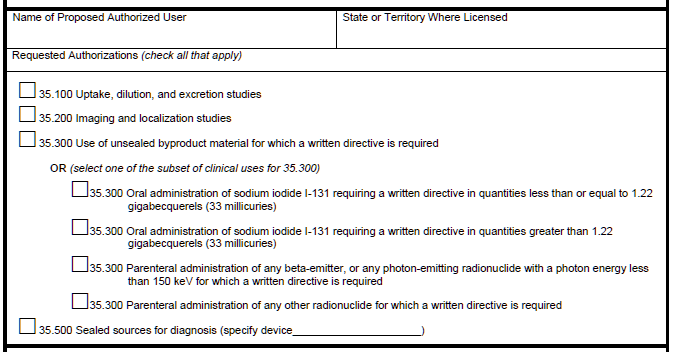 Name of Proposed Authorized User
State or Territory Where Licensed
Requested Authorizations (check all that apply)
35.100 Uptake, dilution, and excretion studies
35.200 Imaging and localization studies
35.300 Use of unsealed byproduct material for which a written directive is required
OR (select one of the subset of clinical uses for 35.300)
35.300 Oral administration of sodium iodide I-131 requiring a written directive in quantities less than or equal to 1.22
gigabecquerels (33 millicuries)
35.300 Oral administration of sodium iodide I-131 requiring a written directive in quantities greater than 1.22
gigabecquerels (33 millicuries)
35.300 Parenteral administration of any beta-emitter, or any photon-emitting radionuclide with a photon energy less
than 150 keV for which a written directive is required
35.300 Parenteral administration of any other radionuclide for which a written directive is required
35.500 Sealed sources for diagnosis (specify device____________________)